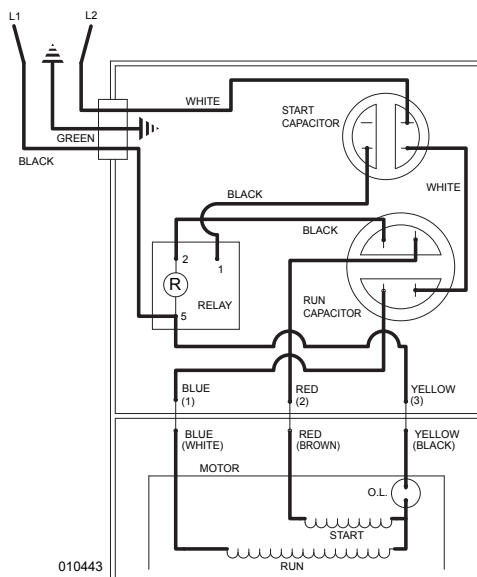 L1
L2
WHITE
START
CAPACITOR
GREEN
BLACK
WHITE
BLACK
BLACK
2
1
R
RELAY
5
RUN
CAPACITOR
BLUE
(1)
RED
(2)
YELLOW
(3)
BLUE
(WHITE)
RED
(BROWN)
YELLOW
(BLACK)
MOTOR
O.L.
START
RUN
010443